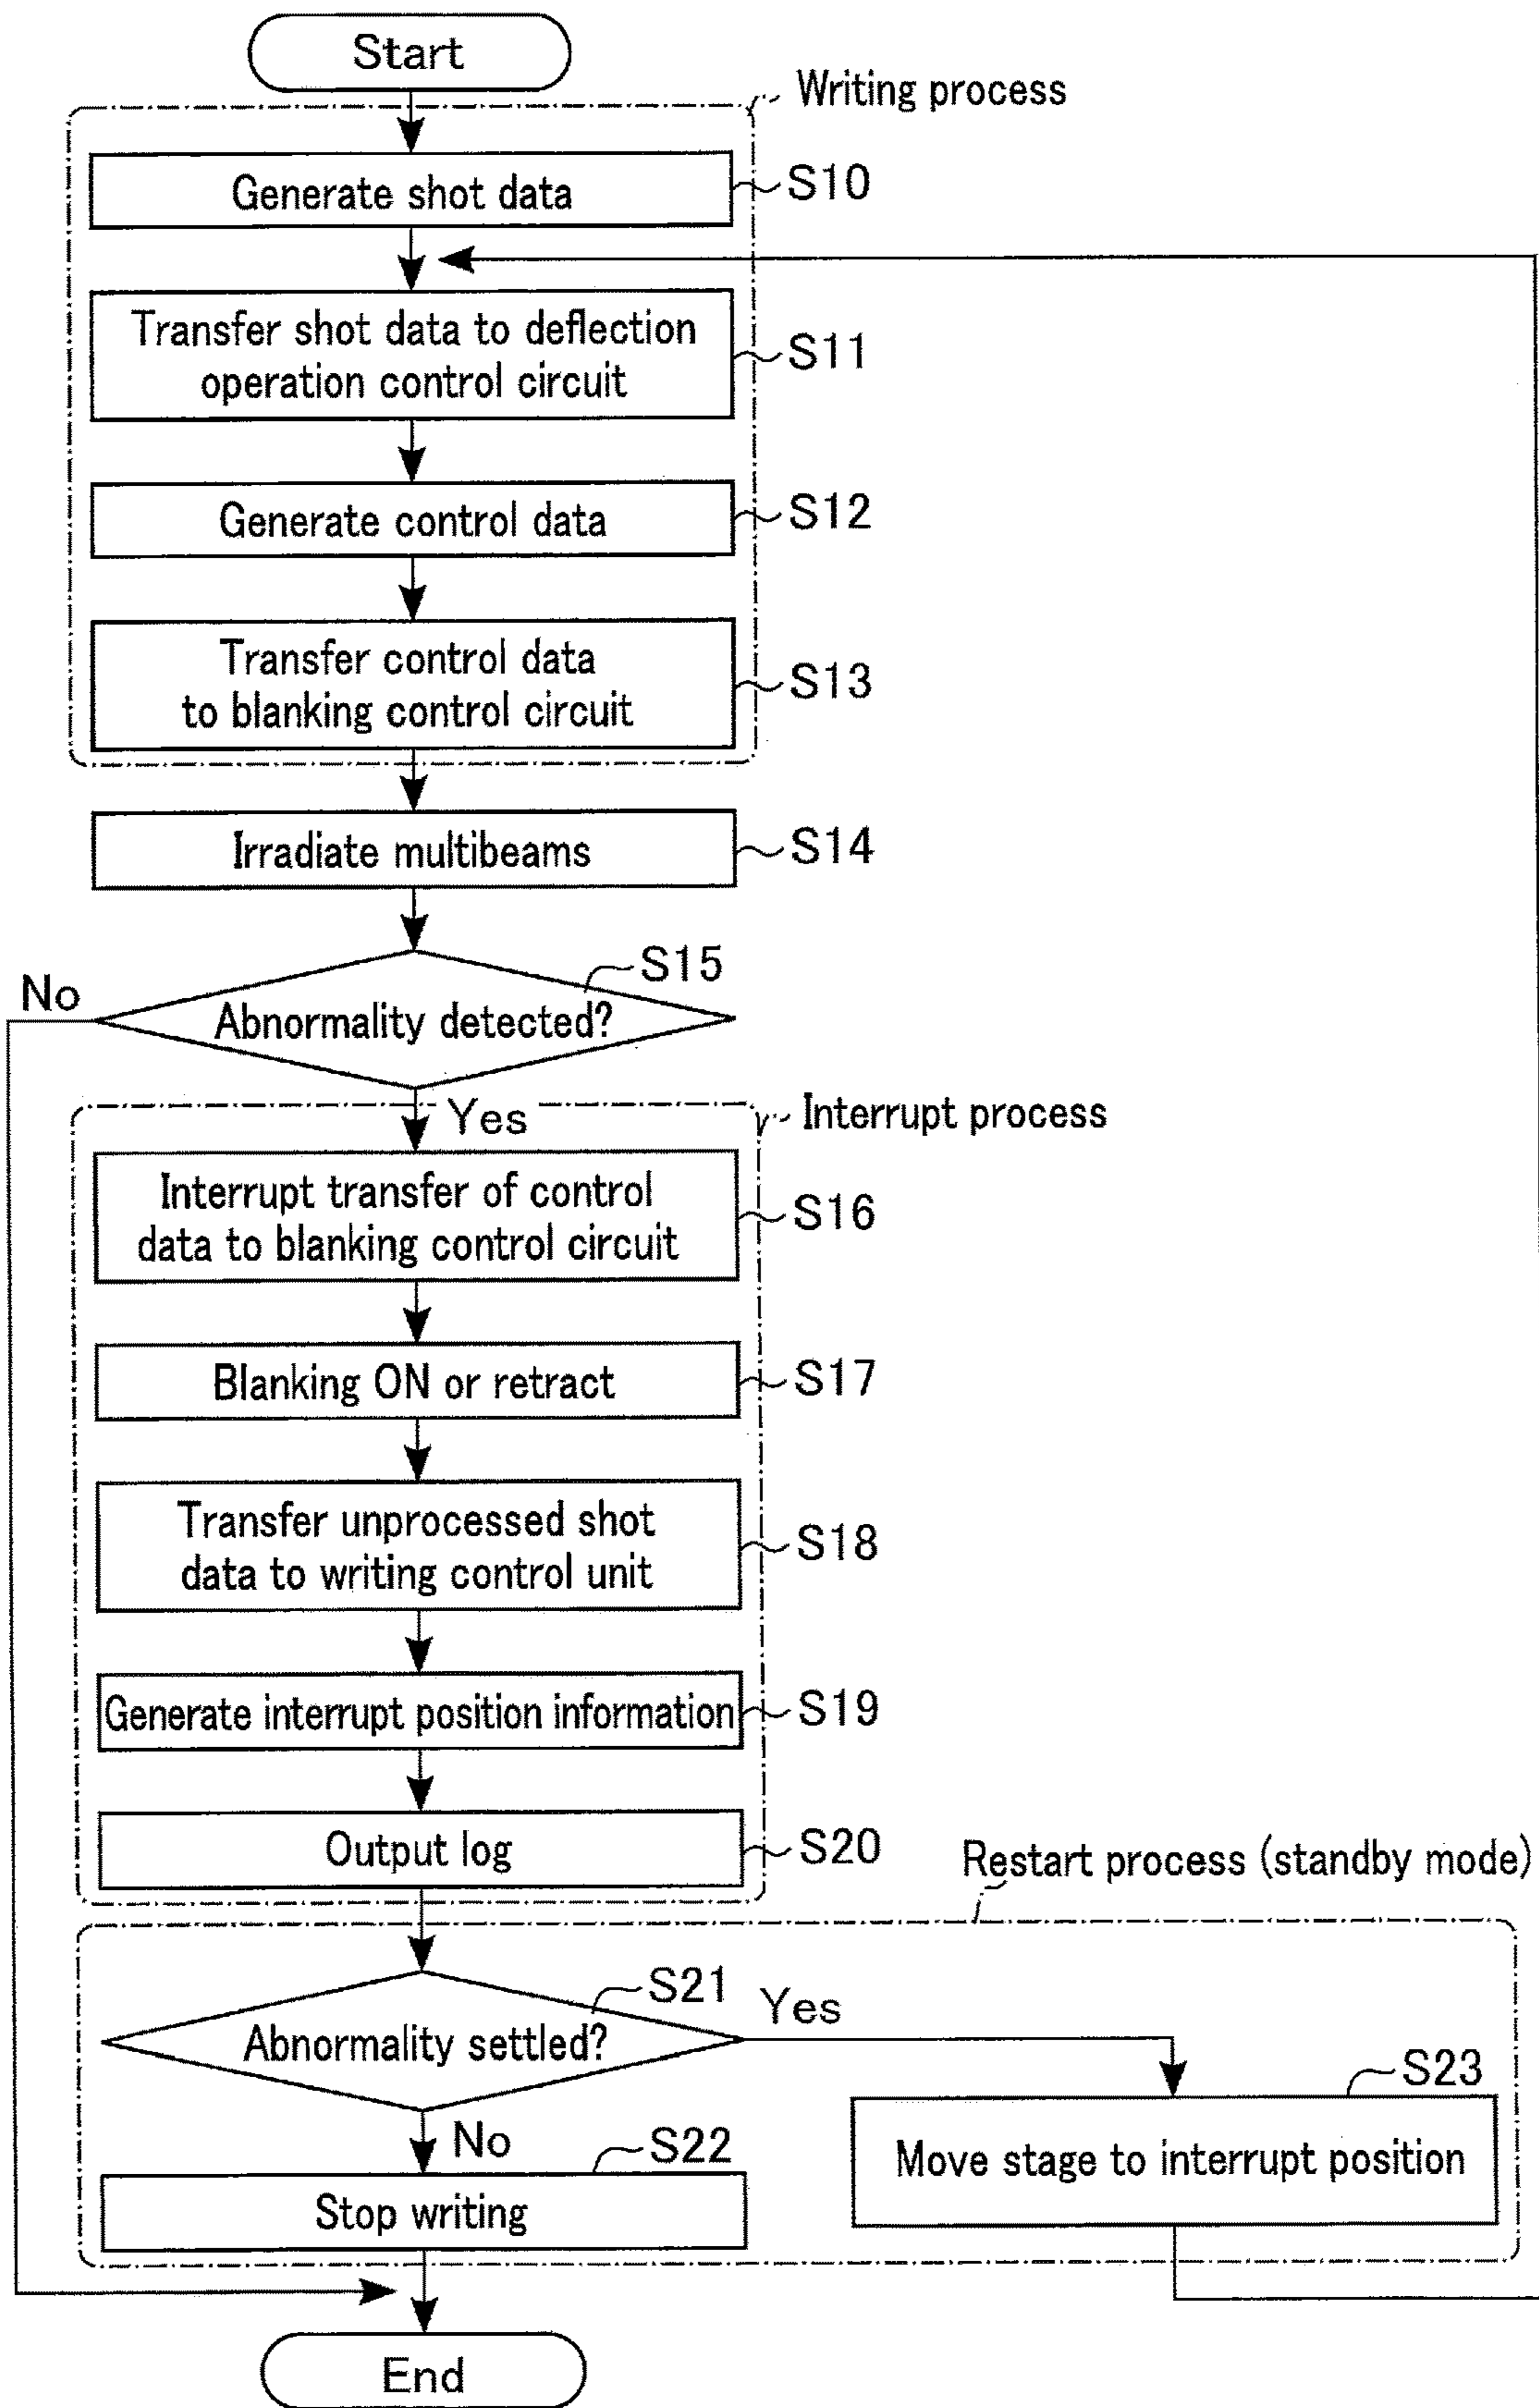 Start
Writing process
Generate shot data
S10
Transfer shot data to deflection
operation control circuit
S11
Generate control data
S12
Transfer control data
to blanking control circuit
S13
Irradiate multibeams
S14
S15
No
Abnormality detected?
Yes
Interrupt process
Interrupt transfer of control
data to blanking control circuit
S16
Blanking ON or retract
S17
Transfer unprocessed shot
data to writing control unit
S18
Generate interrupt position information
S19
Output log
S20
Restart process (standby mode)
S21
Yes
Abnormality settled?
S23
No
S22
Move stage to interrupt position
Stop writing
End